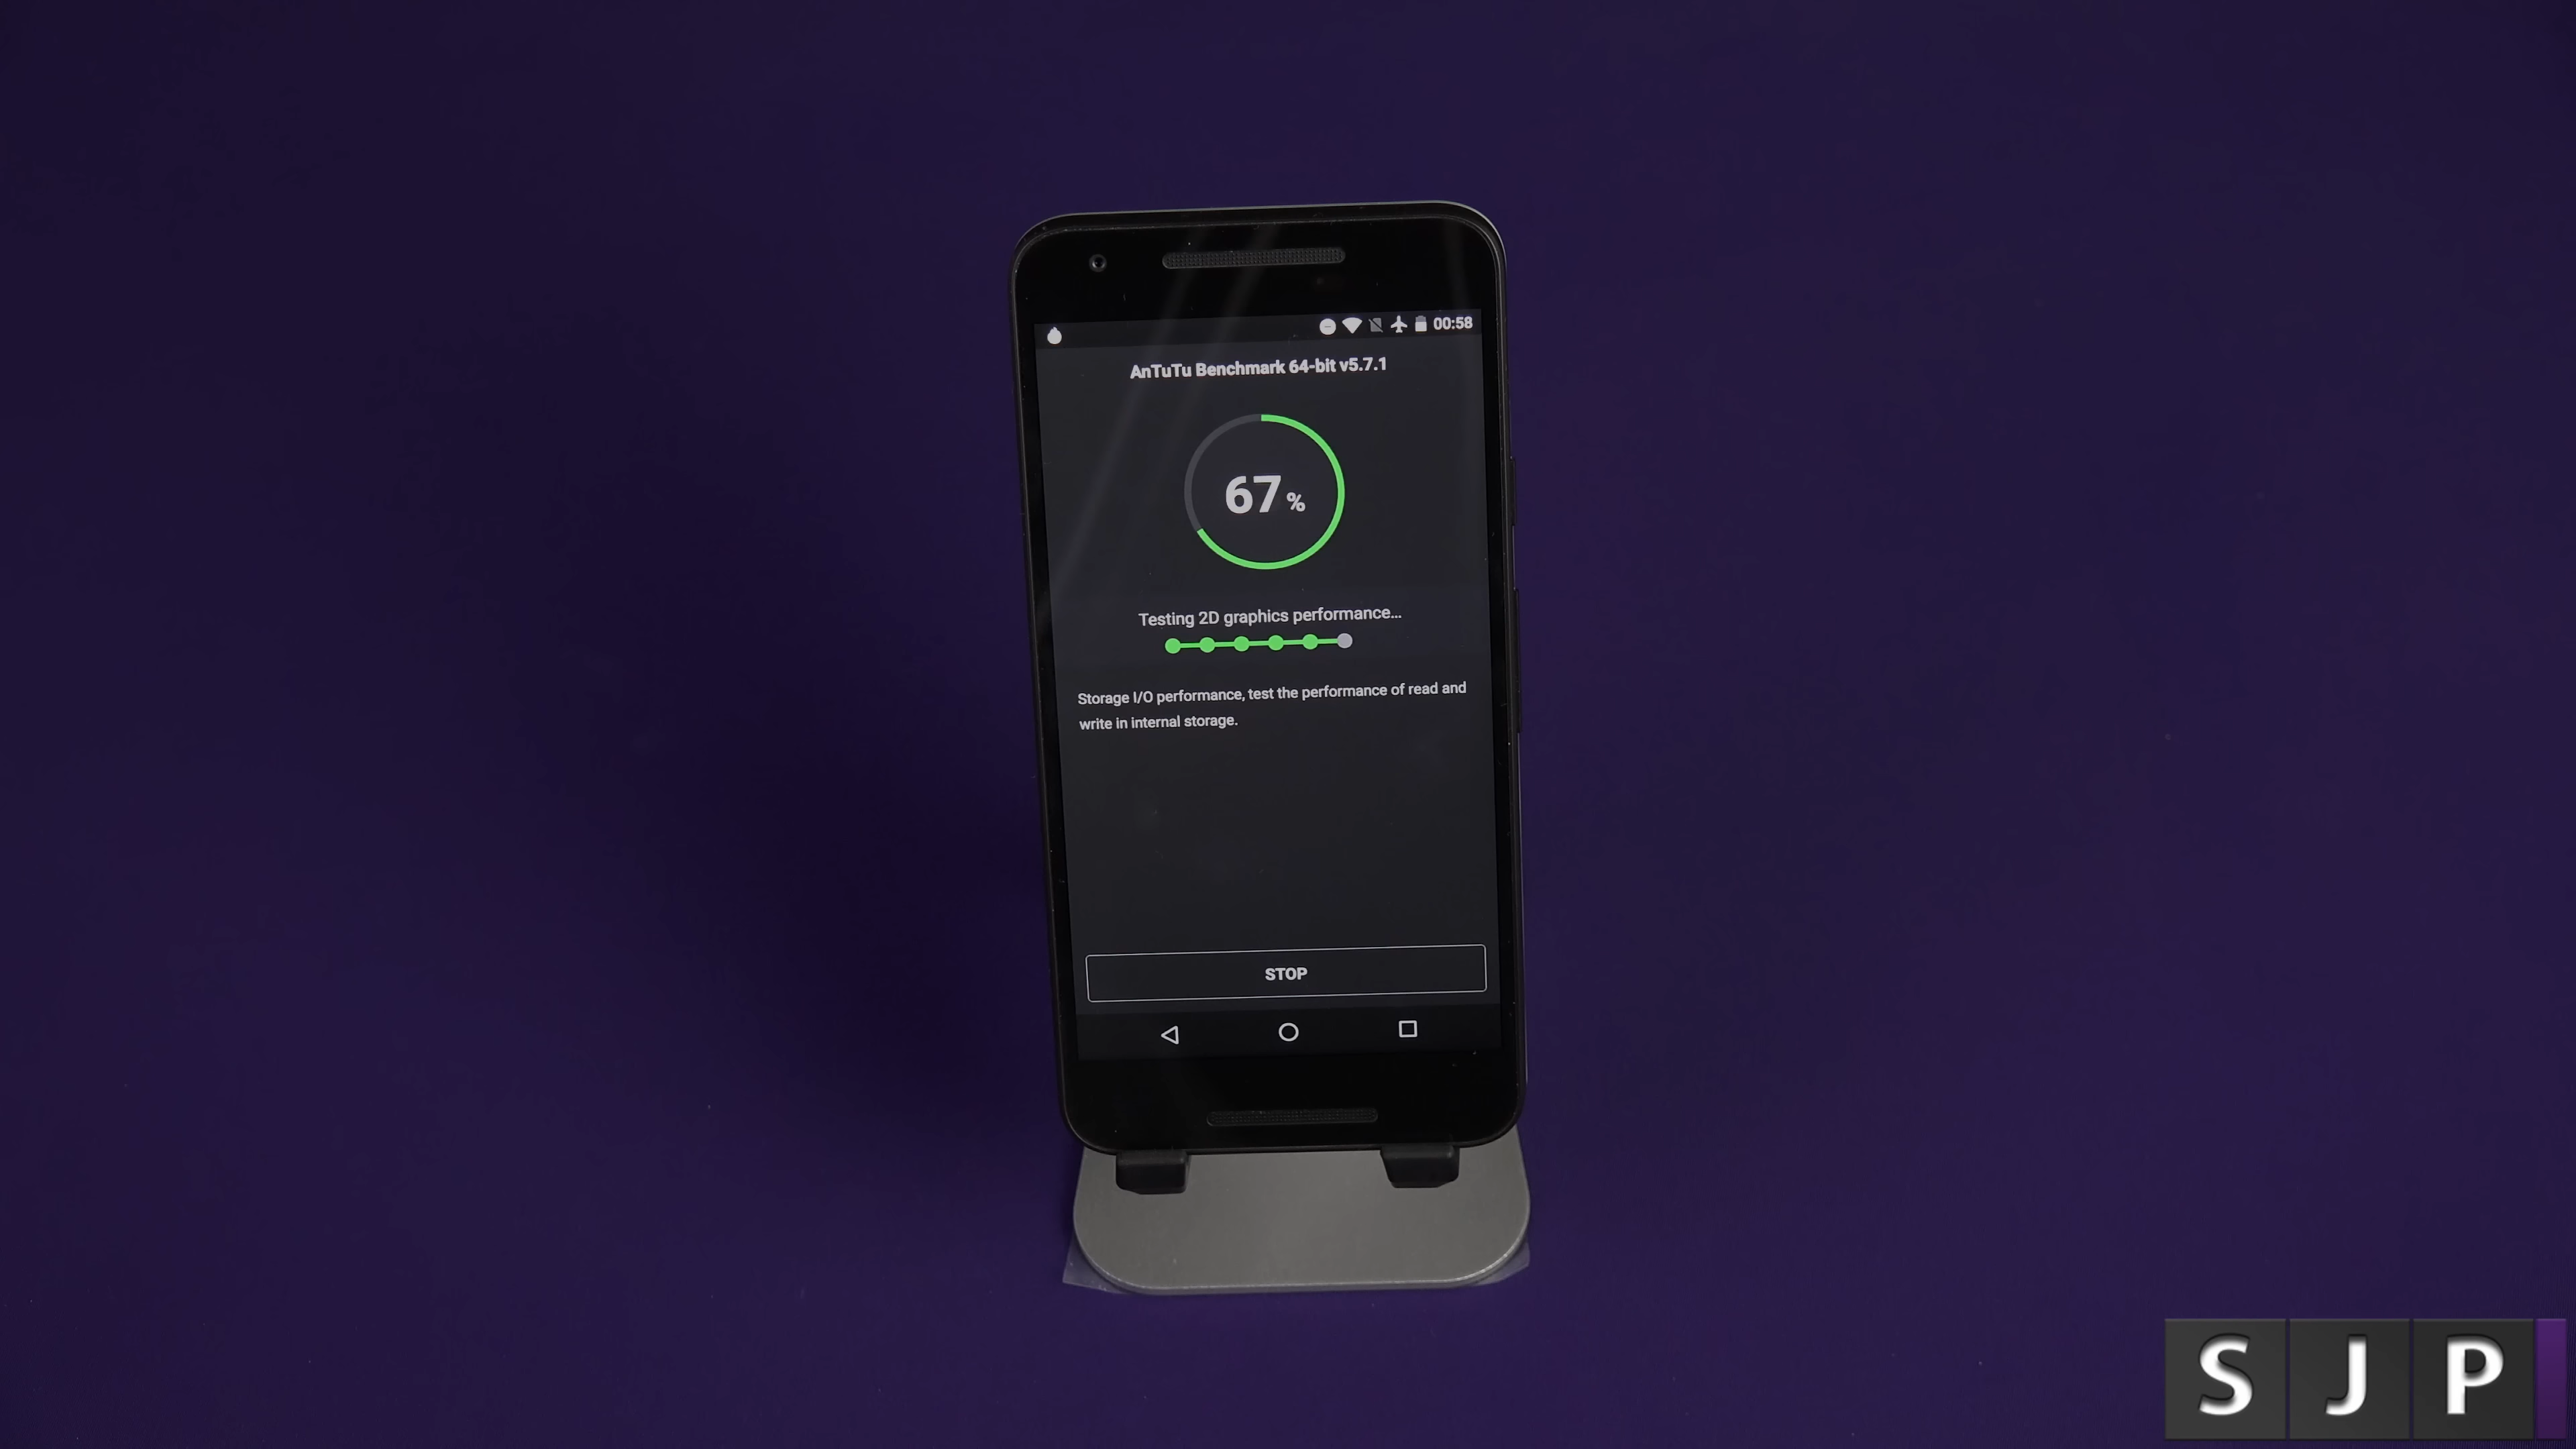 00:58
AnTuTu Benchmark 64-bit v5.7.1
67%
Testing 2D graphics performance...
Storage I/O performance, test the performance of read and
write in internal storage.
STOP
SJP